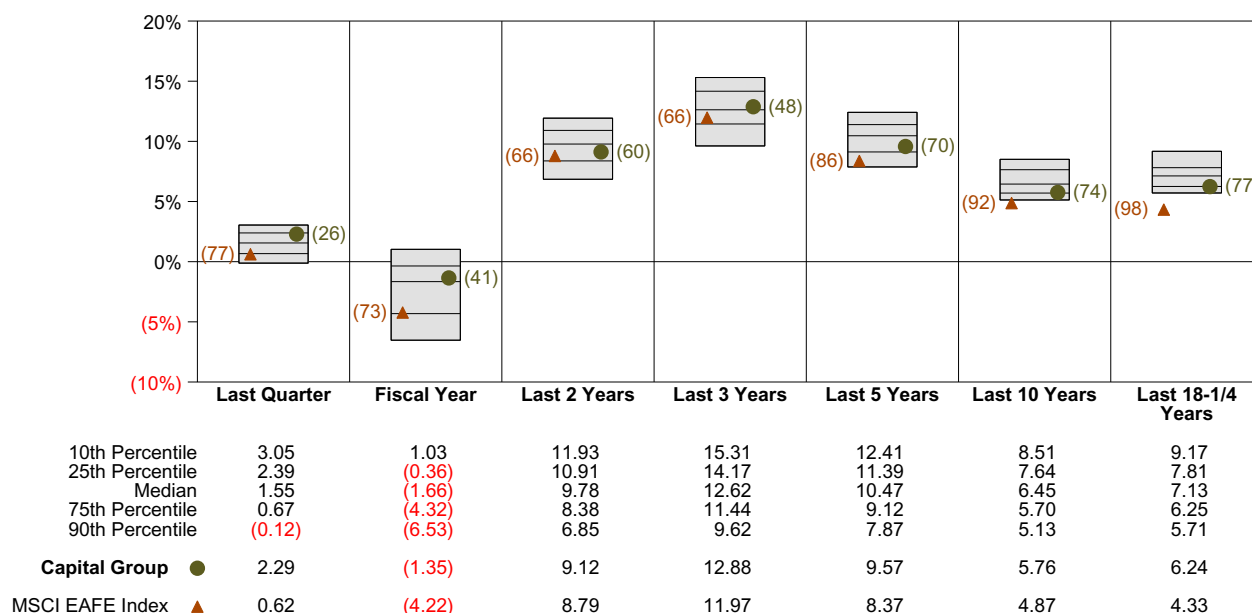 20%
15%
10%
5%
0%
(5%)
(10%)
(77) (26)
(73) (41)
(66) (60)
(66) (48)
(86) (70)
(92) (74)
(98) (77
Last Quarter Fiscal Year Last 2 Years Last 3 Years Last 5 Years Last 10 Years Last 18-1/4
Years
10th Percentile 3.05 1.03 11.93 15.31 12.41 8.51 9.17
25th Percentile 2.39 (0.36) 10.91 14.17 11.39 7.64 7.81
Median 1.55 (1.66) 9.78 12.62 10.47 6.45 7.13
75th Percentile 0.67 (4.32) 8.38 11.44 9.12 5.70 6.25
90th Percentile (0.12) (6.53) 6.85 9.62 7.87 5.13 5.71
Capital Group 2.29 (1.35) 9.12 12.88 9.57 5.76 6.24
MSCI EAFE Index 0.62 (4.22) 8.79 11.97 8.37 4.87 4.33